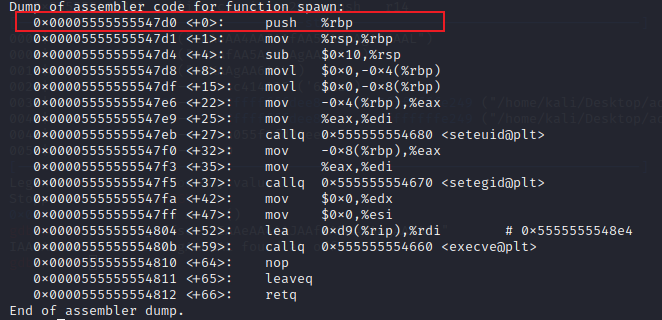 Dump of assembler code for function spawn:
0×00005555555547d0 <+0>: push %rbp
0×00005555555547d1 <+1>: mov %rsp,%rbp
0×00005555555547d4 <+4>: sub $0×10,%rsp
0×00005555555547d8 <+8>: movl $0×0,-0×4(%rbp)
0×00005555555547df <+15>: movl $0×0,-0×8(%rbp)
0×00005555555547e6 <+22>: mov -0×4(%rbp),%eax
0×00005555555547e9 <+25>: mov %eax,%edi
0×00005555555547eb <+27>: callq 0×555555554680 <seteuid@plt>
0×00005555555547f0 <+32>: mov -0×8(%rbp),%eax
0×00005555555547f3 <+35>: mov %eax,%edi
0×00005555555547f5 <+37>: callq 0×555555554670 <setegid@plt>
0×00005555555547fa <+42>: mov $0×0,%edx
0×00005555555547ff <+47>: mov $0×0,%esi
0×0000555555554804 <+52>: lea 0×d9(%rip),%rdi # 0×5555555548e4
0×000055555555480b <+59>: callq 0×555555554660 <execve@plt>
0×0000555555554810 <+64>: nop
0×0000555555554811 <+65>: leaveq
0×0000555555554812 <+66>: retq
End of assembler dump.